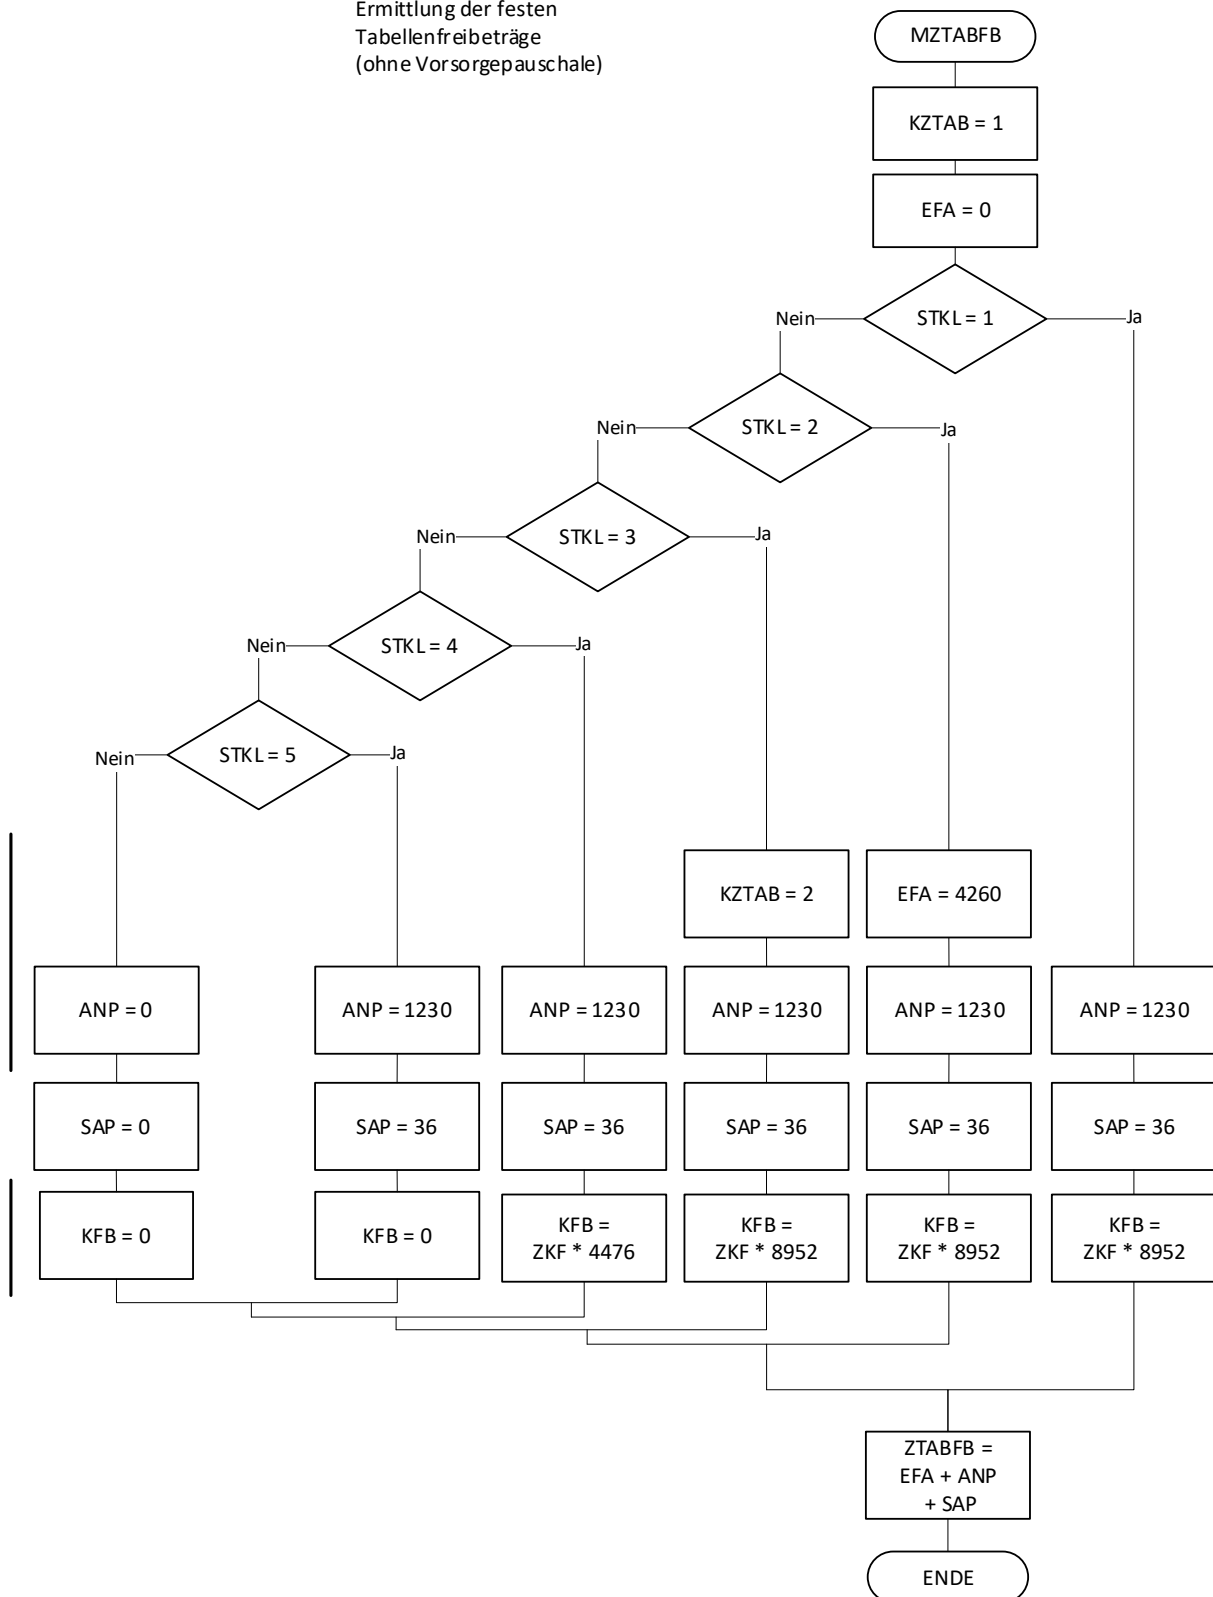 Ermittlung der festen
Tabellenfreibeträge
(ohne Vorsorgepauschale)
MZTABFB
KZTAB = 1
EFA = 0
STKL = 1
Nein
Ja
STKL = 2
Nein
Ja
STKL = 3
Nein
Ja
STKL = 4
Nein
Ja
STKL = 5
Nein
Ja
KZTAB = 2
EFA = 4260
ANP = 0
ANP = 1230
ANP = 1230
ANP = 1230
ANP = 1230
ANP = 1230
SAP = 0
SAP = 36
SAP = 36
SAP = 36
SAP = 36
SAP = 36
KFB = 0
KFB = 0
KFB =
ZKF * 4476
KFB =
ZKF * 8952
KFB =
ZKF * 8952
KFB =
ZKF * 8952
ZTABFB =
EFA + ANP
+ SAP
ENDE